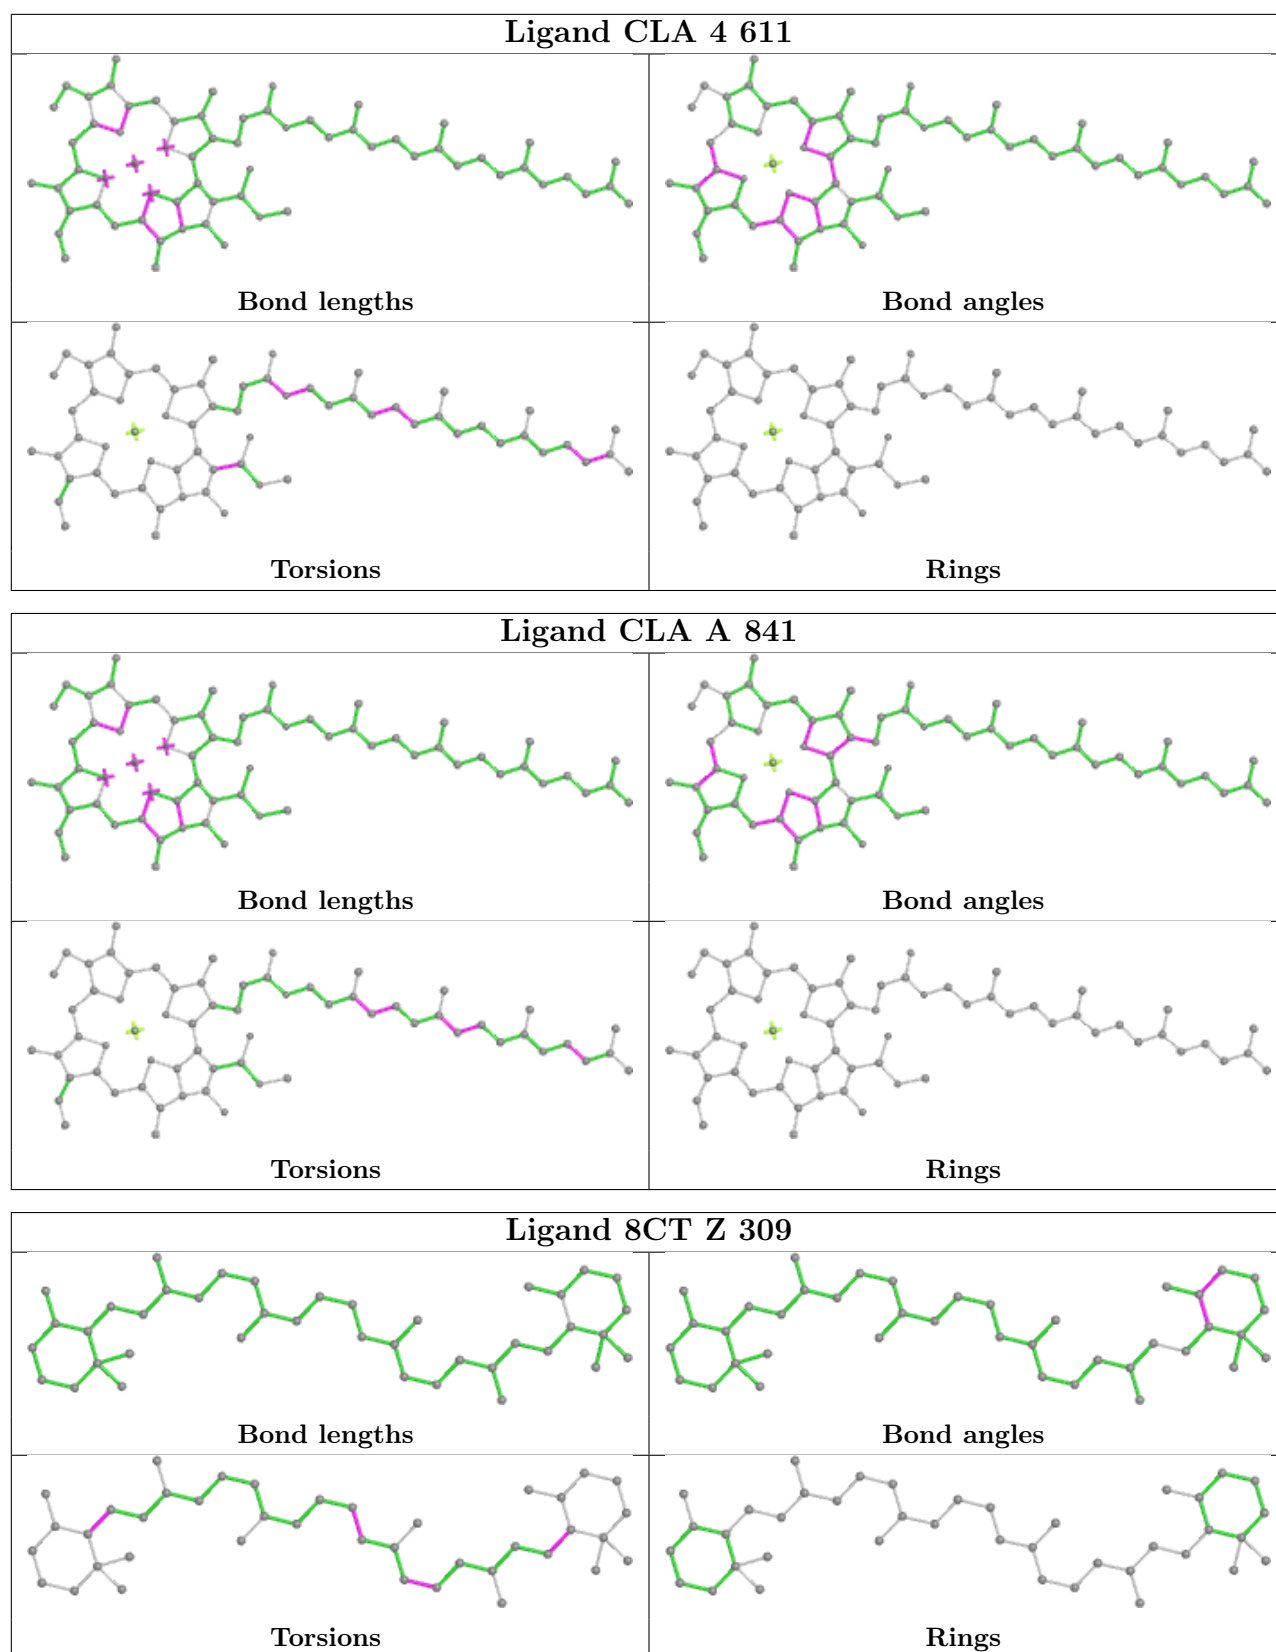 Ligand CLA 4 611
Bond lengths
Bond angles
Torsions
Rings
Ligand CLA A 841
Bond lengths
Bond angles
Torsions
Rings
Ligand 8CT Z 309
Bond lengths
Bond angles
Torsions
Rings